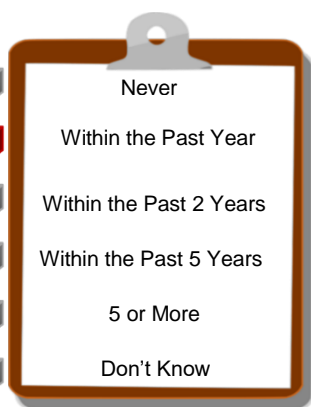 Never
Within the Past Year
Within the Past 2 Years
Within the Past 5 Years
5 or More
Don’t Know